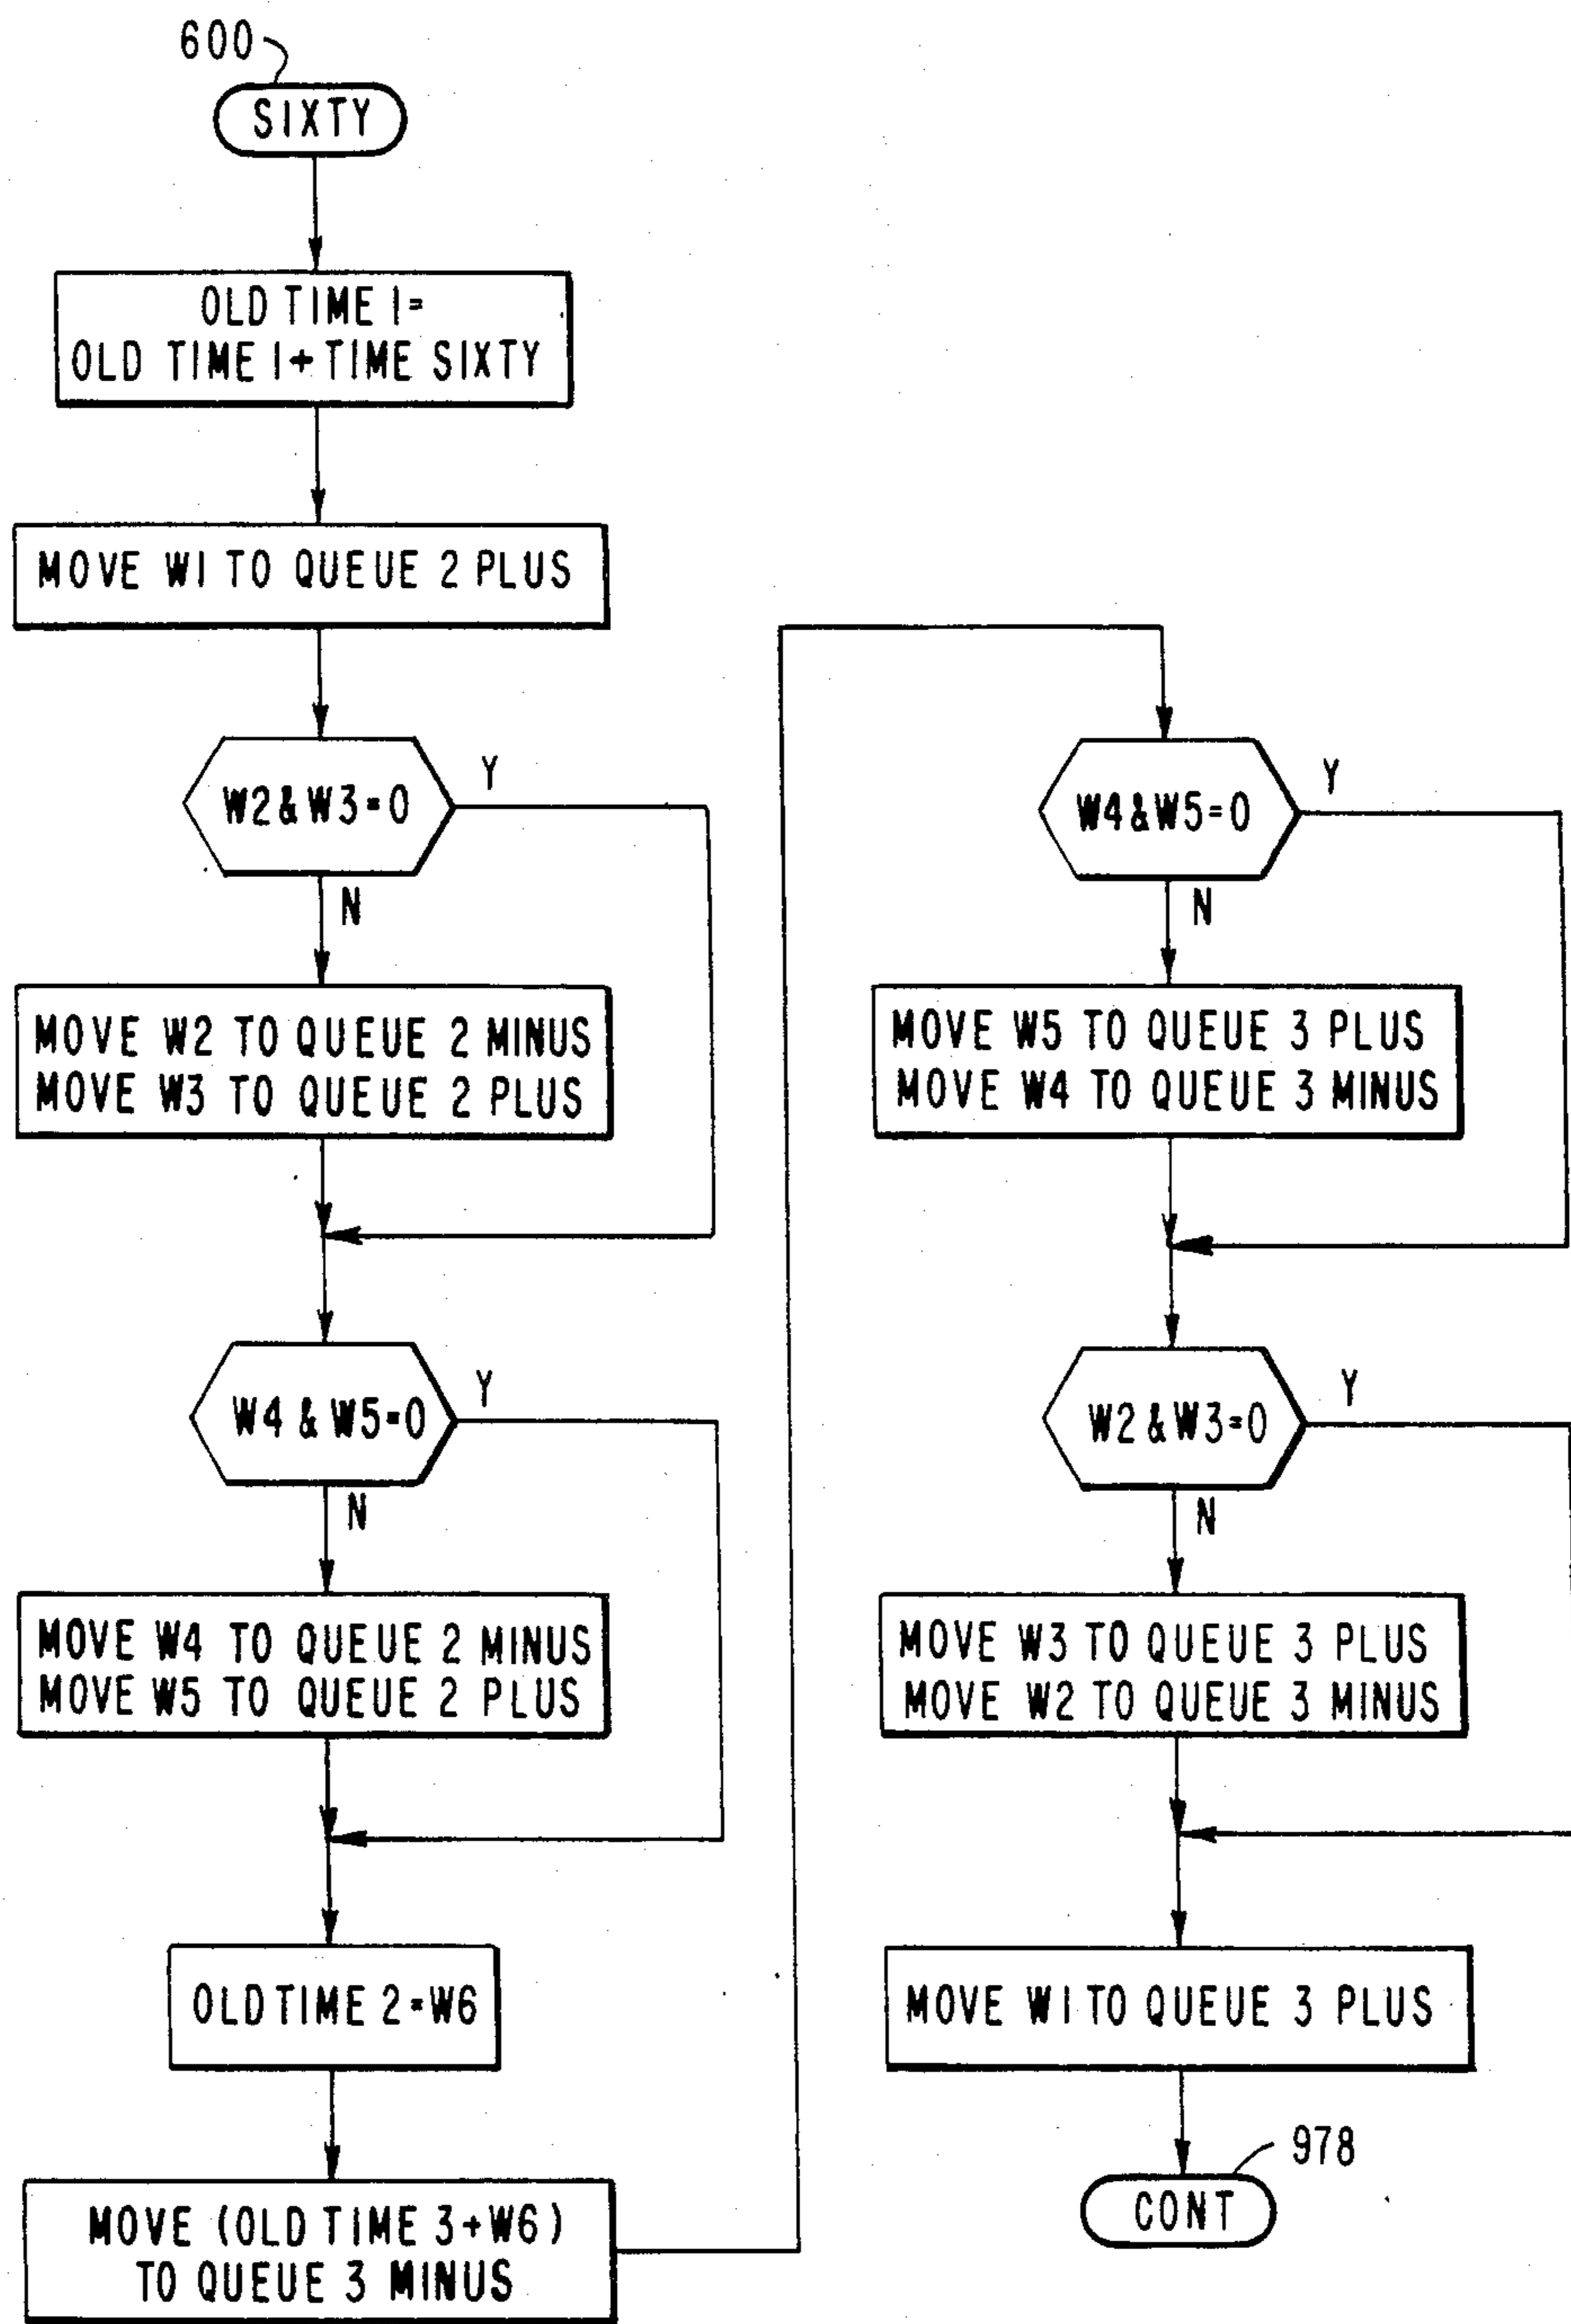 600
SIXTY
OLD TIME 1=
OLD TIME 1+TIME SIXTY
MOVE W1 TO QUEUE 2 PLUS
W2&W3=0
Y
N
MOVE W2 TO QUEUE 2 MINUS
MOVE W3 TO QUEUE 2 PLUS
W4&W5=0
Y
N
MOVE W4 TO QUEUE 2 MINUS
MOVE W5 TO QUEUE 2 PLUS
OLD TIME 2=W6
MOVE (OLD TIME 3+W6)
TO QUEUE 3 MINUS
W4&W5=0
Y
N
MOVE W5 TO QUEUE 3 PLUS
MOVE W4 TO QUEUE 3 MINUS
W2&W3=0
Y
N
MOVE W3 TO QUEUE 3 PLUS
MOVE W2 TO QUEUE 3 MINUS
MOVE W1 TO QUEUE 3 PLUS
978
CONT